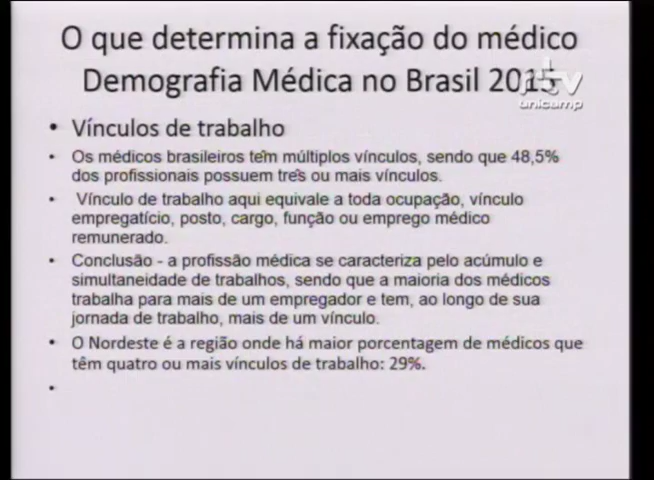 O que determina a fixação do médico
Demografia Médica no Brasil 2015
rtv
unicamp
• Vínculos de trabalho
• Os médicos brasileiros têm múltiplos vínculos, sendo que 48,5%
dos profissionais possuem três ou mais vínculos.
• Vínculo de trabalho aqui equivale a toda ocupação, vínculo
empregatício, posto, cargo, função ou emprego médico
remunerado.
• Conclusão - a profissão médica se caracteriza pelo acúmulo e
simultaneidade de trabalhos, sendo que a maioria dos médicos
trabalha para mais de um empregador e tem, ao longo de sua
jornada de trabalho, mais de um vínculo.
• O Nordeste é a região onde há maior porcentagem de médicos que
têm quatro ou mais vínculos de trabalho: 29%.
•